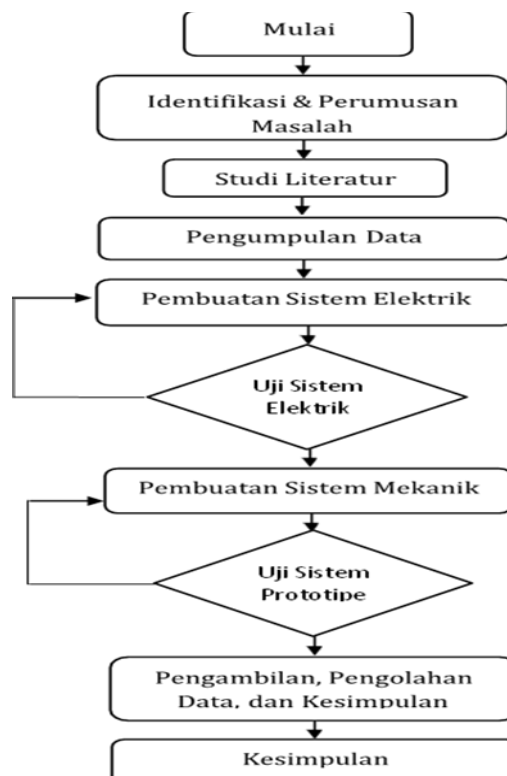 Mulai
Identifikasi & Perumusan
Masalah
Studi Literatur
Pengumpulan Data
Pembuatan Sistem Elektrik
Uji Sistem
Elektrik
Pembuatan Sistem Mekanik
Uji Sistem
Prototipe
Pengambilan, Pengolahan
Data, dan Kesimpulan
Kesimpulan